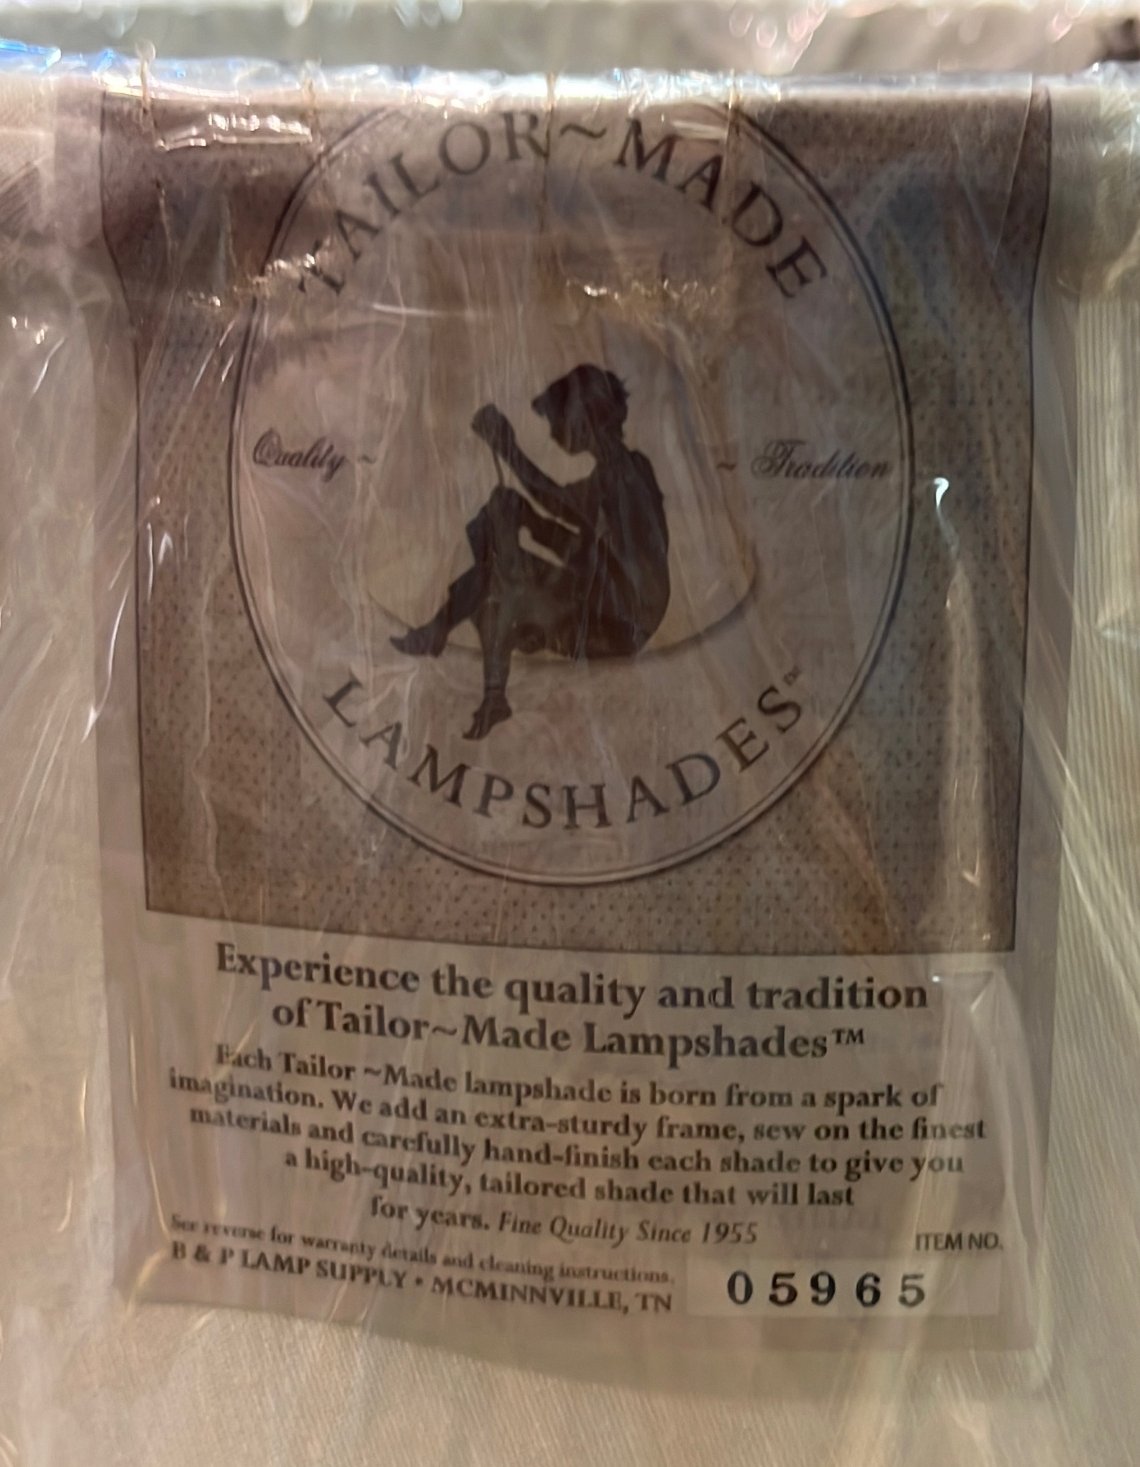 TAILOR~MADE
Quality ~
~ Tradition
LAMPSHADES™
Experience the quality and tradition
of Tailor~Made Lampshades™
Each Tailor ~Made lampshade is born from a spark of
imagination. We add an extra-sturdy frame, sew on the finest
materials and carefully hand-finish each shade to give you
a high-quality, tailored shade that will last
for years. Fine Quality Since 1955
See reverse for warranty details and cleaning instructions.
B & P LAMP SUPPLY • MCMINNVILLE, TN
ITEM NO.
05965